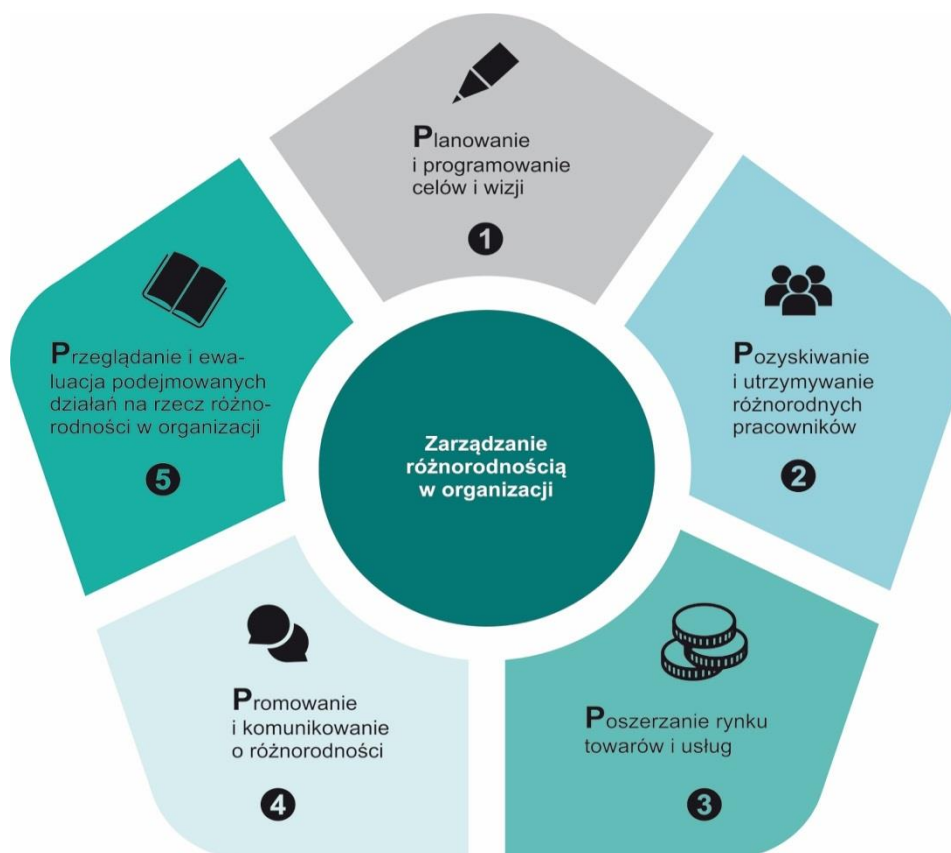 Planowanie
i programowanie
celów i wizji
1
Pozyskiwanie
i utrzymywanie
różnorodnych
pracowników
2
Poszerzanie rynku
towarów i usług
3
Promowanie
i komunikowanie
o różnorodności
4
Przeglądanie i ewa-
luacja podejmowanych
działań na rzecz różno-
rodności w organizacji
5
Zarządzanie
różnorodnością
w organizacji